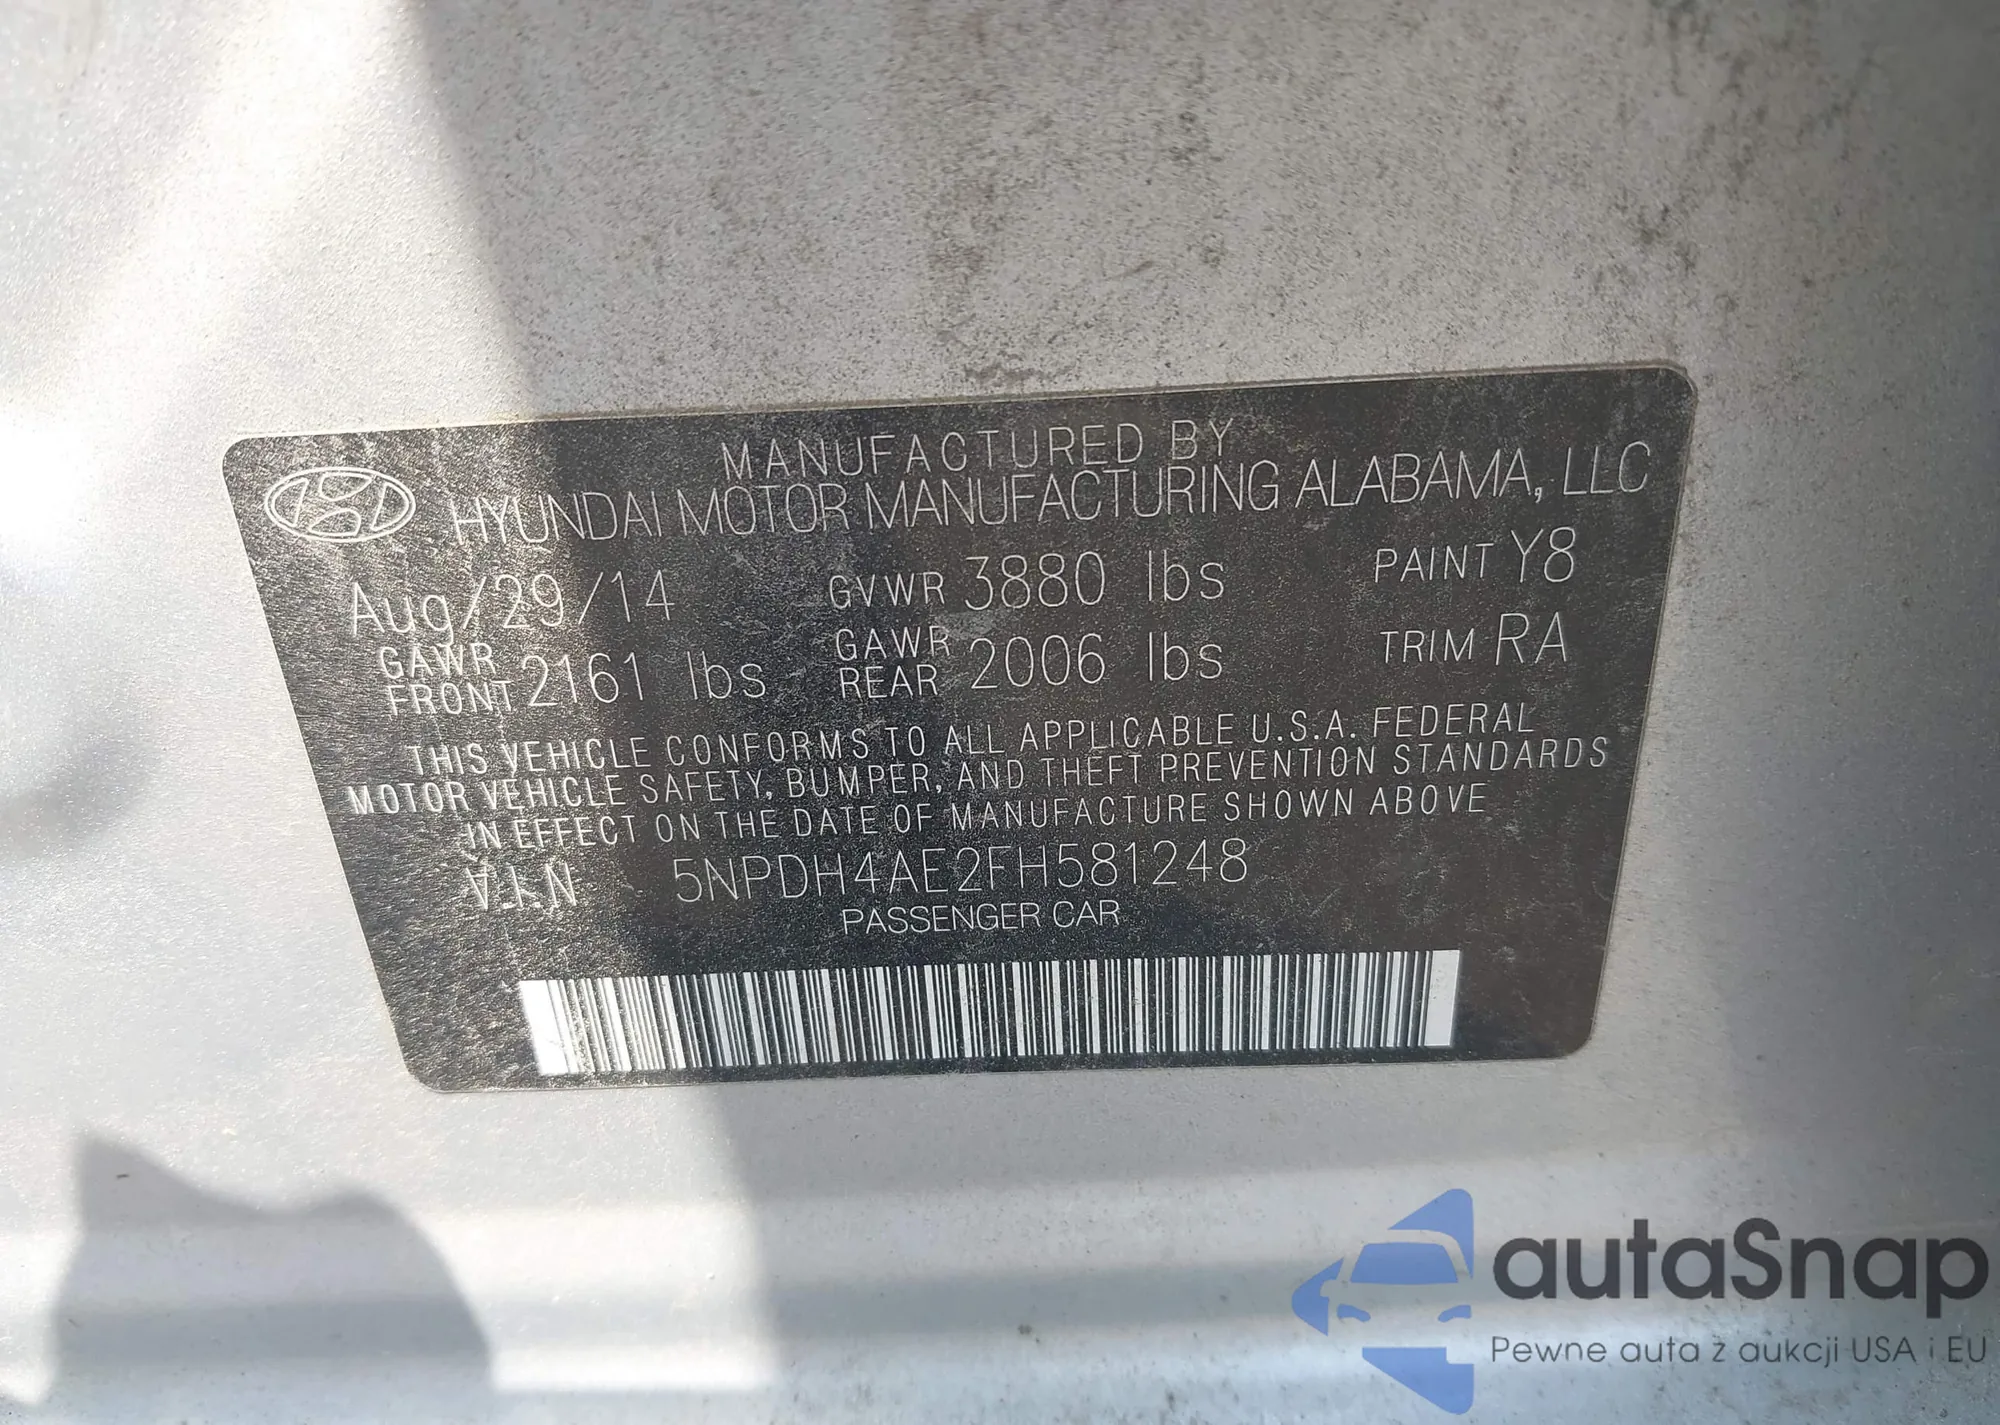 MANUFACTURED BY
HYUNDAI MOTOR MANUFACTURING ALABAMA, LLC
Aug/29/14 GVWR 3880 lbs PAINT Y8
GAWR FRONT 2161 lbs GAWR REAR 2006 lbs TRIM RA
THIS VEHICLE CONFORMS TO ALL APPLICABLE U.S.A. FEDERAL
MOTOR VEHICLE SAFETY, BUMPER, AND THEFT PREVENTION STANDARDS
IN EFFECT ON THE DATE OF MANUFACTURE SHOWN ABOVE
V.I.N 5NPDH4AE2FH581248
PASSENGER CAR
autaSnap
Pewne auta z aukcji USA i EU